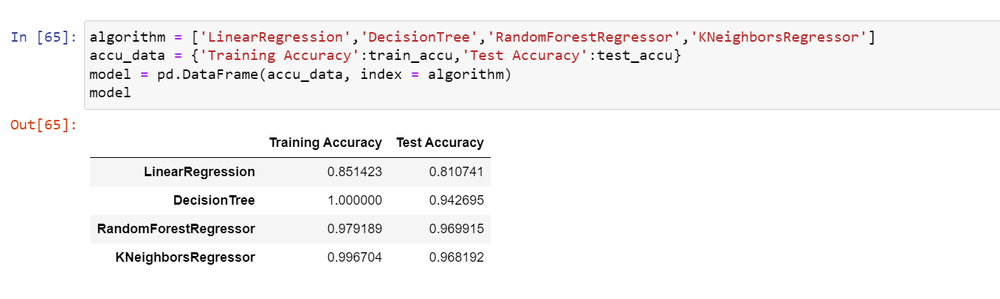 In [65]: algorithm = ['LinearRegression','DecisionTree','RandomForestRegressor','KNeighborsRegressor']
accu_data = {'Training Accuracy':train_accu,'Test Accuracy':test_accu}
model = pd.DataFrame(accu_data, index = algorithm)
model
Out[65]:
Training Accuracy Test Accuracy
LinearRegression 0.851423 0.810741
DecisionTree 1.000000 0.942695
RandomForestRegressor 0.979189 0.969915
KNeighborsRegressor 0.996704 0.968192